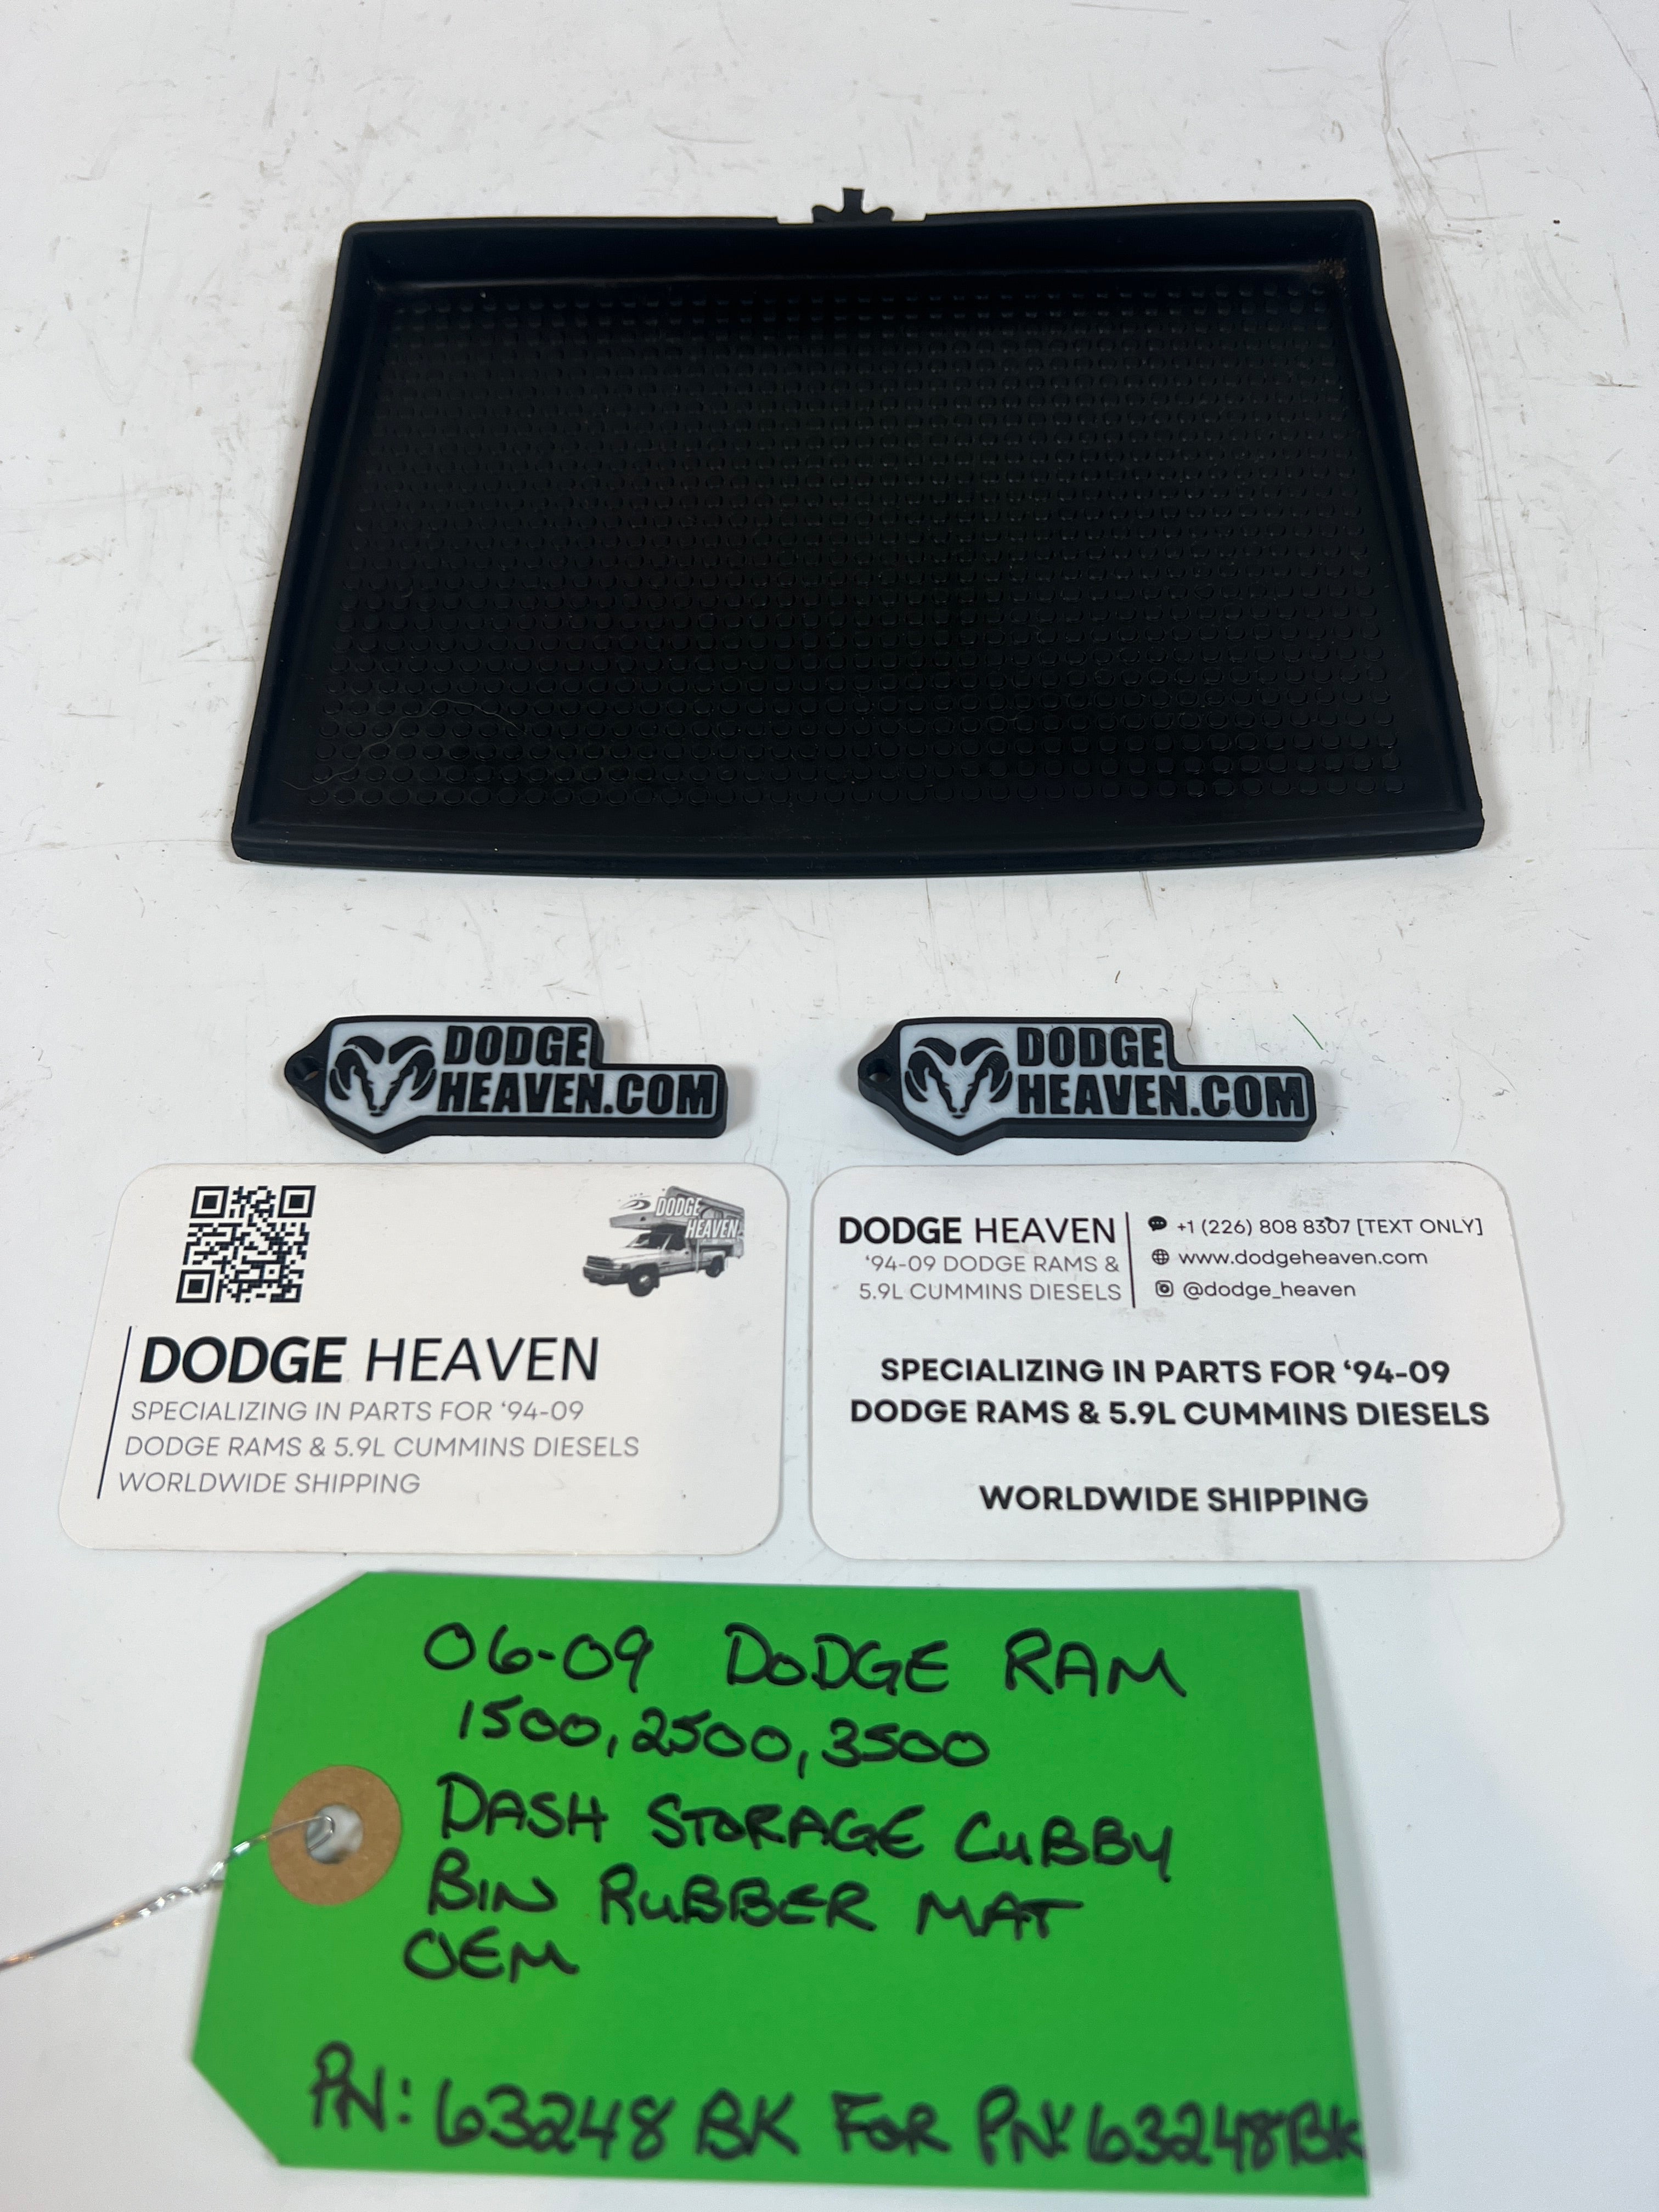 DODGE
HEAVEN.COM
DODGE
HEAVEN.COM
DODGE
HEAVEN
DODGE HEAVEN
SPECIALIZING IN PARTS FOR ‘94-09
DODGE RAMS & 5.9L CUMMINS DIESELS
WORLDWIDE SHIPPING
DODGE HEAVEN
‘94-09 DODGE RAMS &
5.9L CUMMINS DIESELS
+1 (226) 808 8307 [TEXT ONLY]
www.dodgeheaven.com
@dodge_heaven
SPECIALIZING IN PARTS FOR ‘94-09
DODGE RAMS & 5.9L CUMMINS DIESELS
WORLDWIDE SHIPPING
06-09 DODGE RAM
1500, 2500, 3500
DASH STORAGE CUBBY
BIN RUBBER MAT
OEM
PN: 63248 BK FOR PN: 63248BK